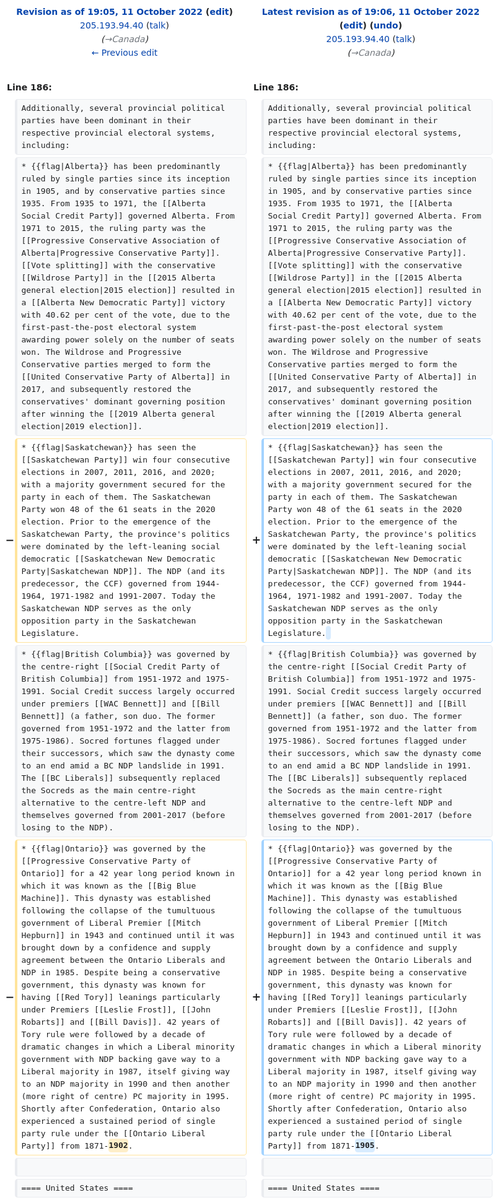 Revision as of 19:05, 11 October 2022 (edit)
205.193.94.40 (talk)
(→Canada)
← Previous edit
Latest revision as of 19:06, 11 October 2022
(edit) (undo)
205.193.94.40 (talk)
(→Canada)
Line 186:
Additionally, several provincial political
parties have been dominant in their
respective provincial electoral systems,
including:
* {{flag|Alberta}} has been predominantly
ruled by single parties since its inception
in 1905, and by conservative parties since
1935. From 1935 to 1971, the [[Alberta
Social Credit Party]] governed Alberta. From
1971 to 2015, the ruling party was the
[[Progressive Conservative Association of
Alberta|Progressive Conservative Party]].
[[Vote splitting]] with the conservative
[[Wildrose Party]] in the [[2015 Alberta
general election|2015 election]] resulted in
a [[Alberta New Democratic Party]] victory
with 40.62 per cent of the vote, due to the
first-past-the-post electoral system
awarding power solely on the number of seats
won. The Wildrose and Progressive
Conservative parties merged to form the
[[United Conservative Party of Alberta]] in
2017, and subsequently restored the
conservatives' dominant governing position
after winning the [[2019 Alberta general
election|2019 election]].
− * {{flag|Saskatchewan}} has seen the
[[Saskatchewan Party]] win four consecutive
elections in 2007, 2011, 2016, and 2020;
with a majority government secured for the
party in each of them. The Saskatchewan
Party won 48 of the 61 seats in the 2020
election. Prior to the emergence of the
Saskatchewan Party, the province's politics
were dominated by the left-leaning social
democratic [[Saskatchewan New Democratic
Party|Saskatchewan NDP]]. The NDP (and its
predecessor, the CCF) governed from 1944-
1964, 1971-1982 and 1991-2007. Today the
Saskatchewan NDP serves as the only
opposition party in the Saskatchewan
Legislature.
* {{flag|British Columbia}} was governed by
the centre-right [[Social Credit Party of
British Columbia]] from 1951-1972 and 1975-
1991. Social Credit success largely occurred
under premiers [[WAC Bennett]] and [[Bill
Bennett]] (a father, son duo. The former
governed from 1951-1972 and the latter from
1975-1986). Socred fortunes flagged under
their successors, which saw the dynasty come
to an end amid a BC NDP landslide in 1991.
The [[BC Liberals]] subsequently replaced
the Socreds as the main centre-right
alternative to the centre-left NDP and
themselves governed from 2001-2017 (before
losing to the NDP).
− * {{flag|Ontario}} was governed by the
[[Progressive Conservative Party of
Ontario]] for a 42 year long period known in
which it was known as the [[Big Blue
Machine]]. This dynasty was established
following the collapse of the tumultuous
government of Liberal Premier [[Mitch
Hepburn]] in 1943 and continued until it was
brought down by a confidence and supply
agreement between the Ontario Liberals and
NDP in 1985. Despite being a conservative
government, this dynasty was known for
having [[Red Tory]] leanings particularly
under Premiers [[Leslie Frost]], [[John
Robarts]] and [[Bill Davis]]. 42 years of
Tory rule were followed by a decade of
dramatic changes in which a Liberal minority
government with NDP backing gave way to a
Liberal majority in 1987, itself giving way
to an NDP majority in 1990 and then another
(more right of centre) PC majority in 1995.
Shortly after Confederation, Ontario also
experienced a sustained period of single
party rule under the [[Ontario Liberal
Party]] from 1871-1902.
==== United States ====
Line 186:
Additionally, several provincial political
parties have been dominant in their
respective provincial electoral systems,
including:
* {{flag|Alberta}} has been predominantly
ruled by single parties since its inception
in 1905, and by conservative parties since
1935. From 1935 to 1971, the [[Alberta
Social Credit Party]] governed Alberta. From
1971 to 2015, the ruling party was the
[[Progressive Conservative Association of
Alberta|Progressive Conservative Party]].
[[Vote splitting]] with the conservative
[[Wildrose Party]] in the [[2015 Alberta
general election|2015 election]] resulted in
a [[Alberta New Democratic Party]] victory
with 40.62 per cent of the vote, due to the
first-past-the-post electoral system
awarding power solely on the number of seats
won. The Wildrose and Progressive
Conservative parties merged to form the
[[United Conservative Party of Alberta]] in
2017, and subsequently restored the
conservatives' dominant governing position
after winning the [[2019 Alberta general
election|2019 election]].
+ * {{flag|Saskatchewan}} has seen the
[[Saskatchewan Party]] win four consecutive
elections in 2007, 2011, 2016, and 2020;
with a majority government secured for the
party in each of them. The Saskatchewan
Party won 48 of the 61 seats in the 2020
election. Prior to the emergence of the
Saskatchewan Party, the province's politics
were dominated by the left-leaning social
democratic [[Saskatchewan New Democratic
Party|Saskatchewan NDP]]. The NDP (and its
predecessor, the CCF) governed from 1944-
1964, 1971-1982 and 1991-2007. Today the
Saskatchewan NDP serves as the only
opposition party in the Saskatchewan
Legislature.
* {{flag|British Columbia}} was governed by
the centre-right [[Social Credit Party of
British Columbia]] from 1951-1972 and 1975-
1991. Social Credit success largely occurred
under premiers [[WAC Bennett]] and [[Bill
Bennett]] (a father, son duo. The former
governed from 1951-1972 and the latter from
1975-1986). Socred fortunes flagged under
their successors, which saw the dynasty come
to an end amid a BC NDP landslide in 1991.
The [[BC Liberals]] subsequently replaced
the Socreds as the main centre-right
alternative to the centre-left NDP and
themselves governed from 2001-2017 (before
losing to the NDP).
+ * {{flag|Ontario}} was governed by the
[[Progressive Conservative Party of
Ontario]] for a 42 year long period known in
which it was known as the [[Big Blue
Machine]]. This dynasty was established
following the collapse of the tumultuous
government of Liberal Premier [[Mitch
Hepburn]] in 1943 and continued until it was
brought down by a confidence and supply
agreement between the Ontario Liberals and
NDP in 1985. Despite being a conservative
government, this dynasty was known for
having [[Red Tory]] leanings particularly
under Premiers [[Leslie Frost]], [[John
Robarts]] and [[Bill Davis]]. 42 years of
Tory rule were followed by a decade of
dramatic changes in which a Liberal minority
government with NDP backing gave way to a
Liberal majority in 1987, itself giving way
to an NDP majority in 1990 and then another
(more right of centre) PC majority in 1995.
Shortly after Confederation, Ontario also
experienced a sustained period of single
party rule under the [[Ontario Liberal
Party]] from 1871-1905.
==== United States ====